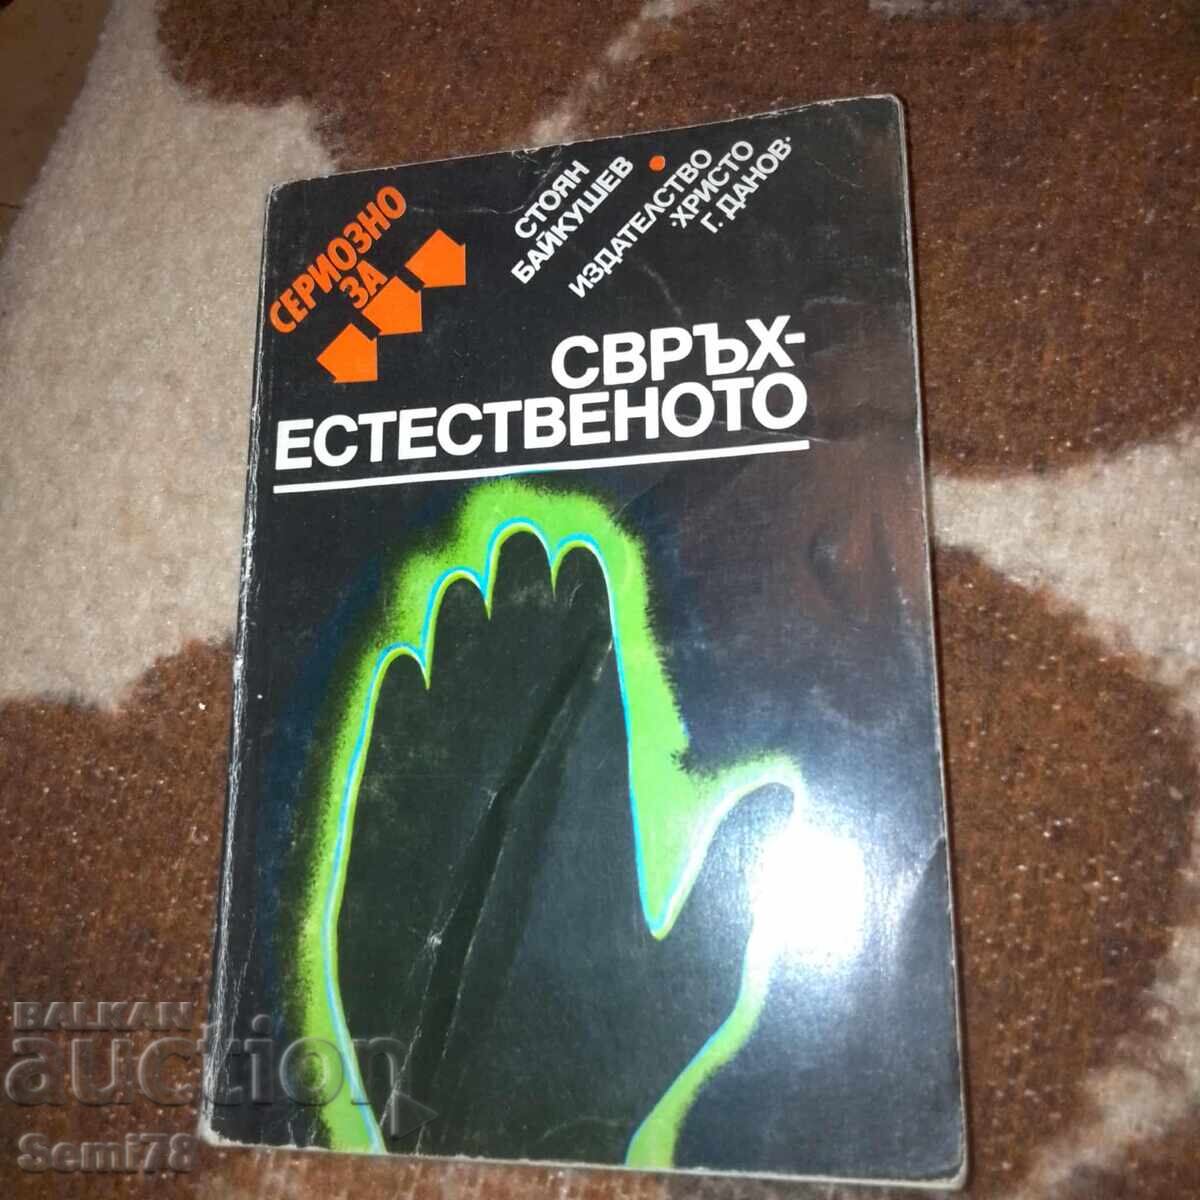 СЕРИОЗНО
ЗА
СТОЯН
БАЙКУШЕВ
ИЗДАТЕЛСТВО
·ХРИСТО
Г. ДАНОВ·
СВРЪХ-
ЕСТЕСТВЕНОТО
BALKAN
auction
Semi78